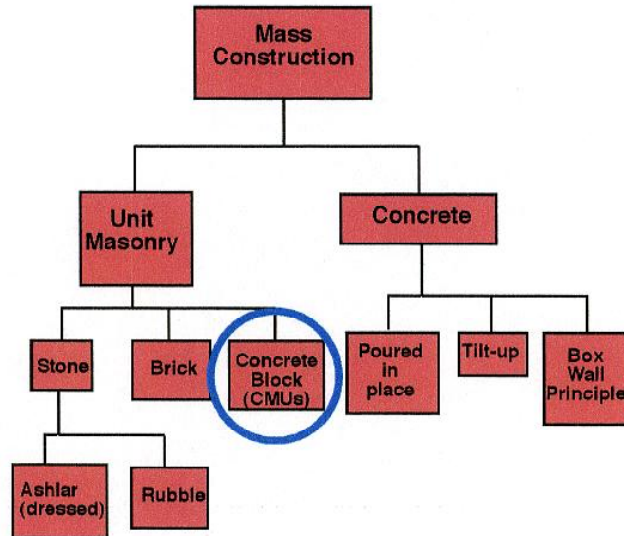 Mass
Construction
Unit
Masonry
Concrete
Stone
Brick
Concrete
Block
(CMUs)
Poured
in
place
Tilt-up
Box
Wall
Principle
Ashlar
(dressed)
Rubble